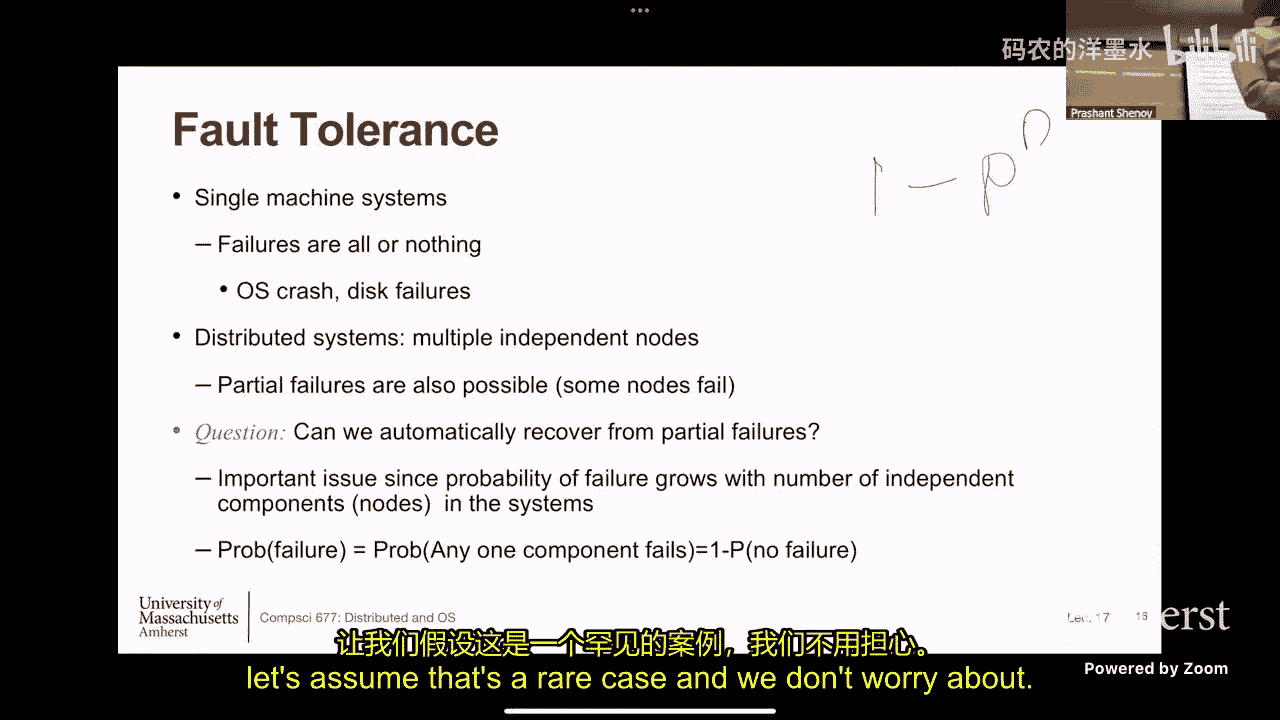 码农的洋墨水 bilibili
Prashant Shenoy
Fault Tolerance
1 - pⁿ
• Single machine systems
– Failures are all or nothing
• OS crash, disk failures
• Distributed systems: multiple independent nodes
– Partial failures are also possible (some nodes fail)
• Question: Can we automatically recover from partial failures?
– Important issue since probability of failure grows with number of independent
components (nodes) in the systems
– Prob(failure) = Prob(Any one component fails)=1-P(no failure)
University of
Massachusetts
Amherst
Compsci 677: Distributed and OS
Lec. 17
16
erst
让我们假设这是一个罕见的案例，我们不用担心。
let's assume that's a rare case and we don't worry about.
Powered by Zoom